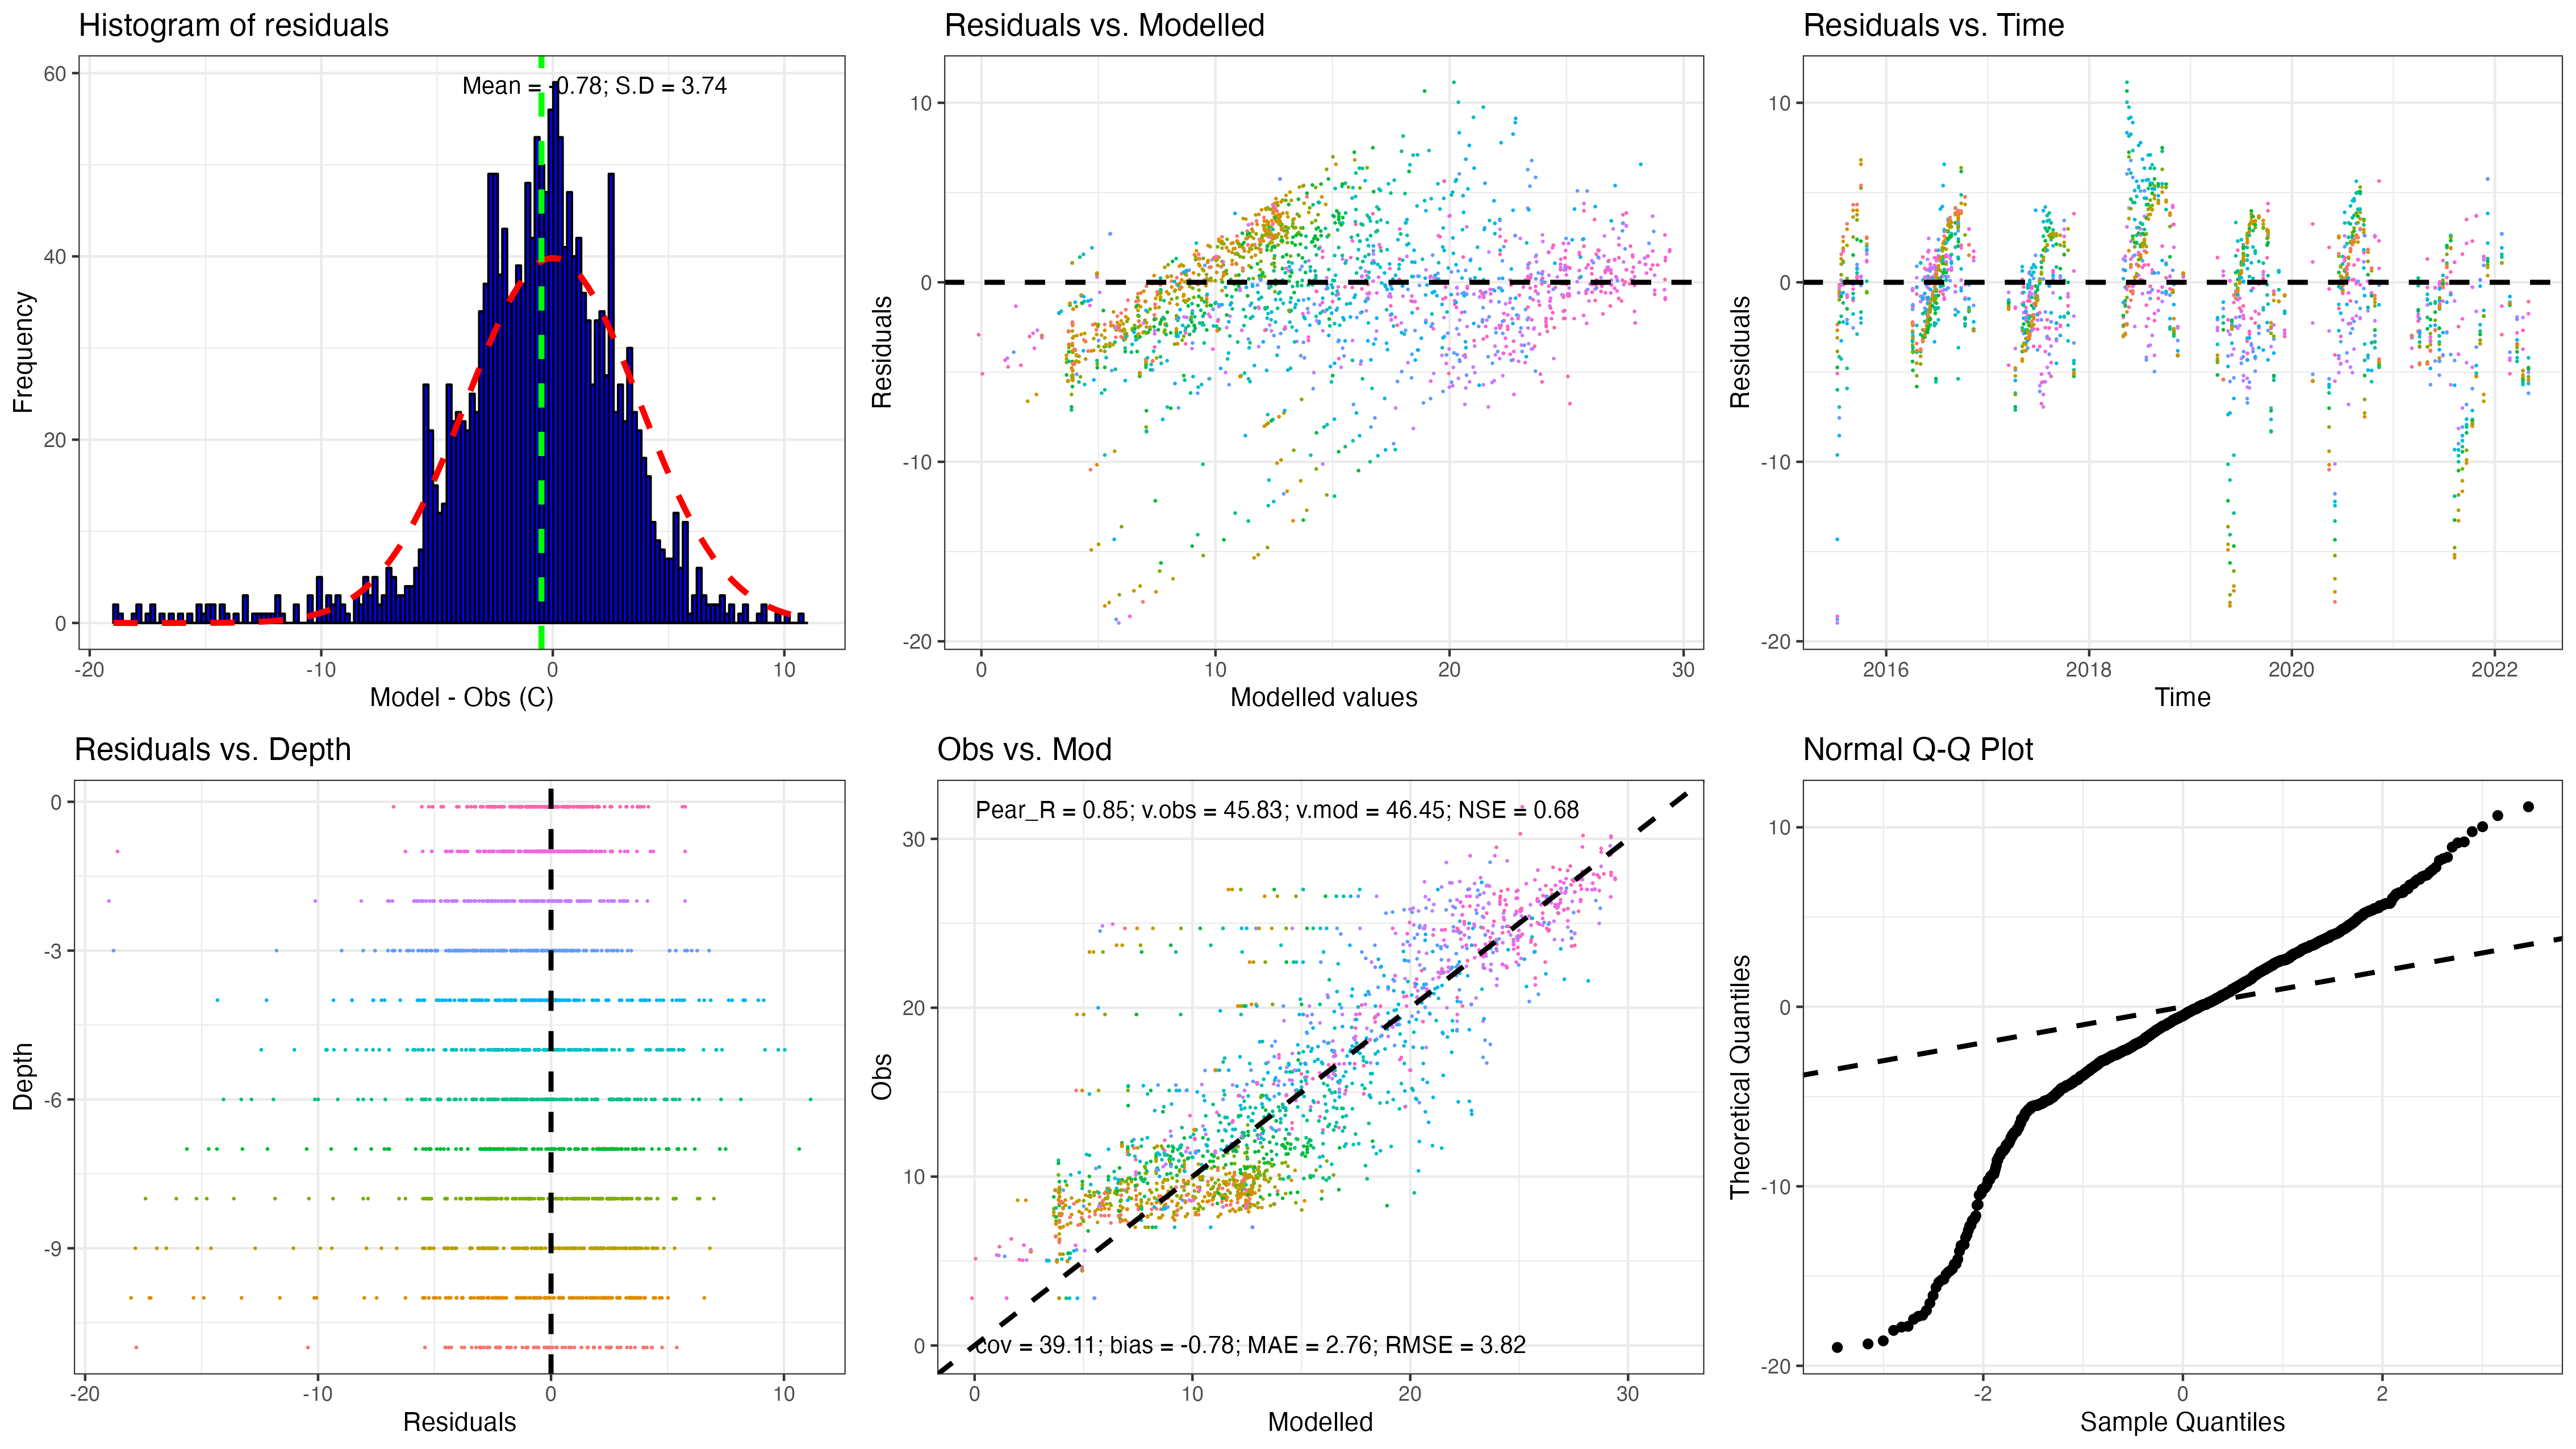 Histogram of residuals
Mean = -0.78; S.D = 3.74
60
40
20
0
-20
-10
0
10
Frequency
Model - Obs (C)
Residuals vs. Modelled
10
0
-10
-20
0
10
20
30
Residuals
Modelled values
Residuals vs. Time
10
0
-10
-20
2016
2018
2020
2022
Residuals
Time
Residuals vs. Depth
0
-3
-6
-9
-20
-10
0
10
Depth
Residuals
Obs vs. Mod
Pear_R = 0.85; v.obs = 45.83; v.mod = 46.45; NSE = 0.68
30
20
10
0
cov = 39.11; bias = -0.78; MAE = 2.76; RMSE = 3.82
0
10
20
30
Obs
Modelled
Normal Q-Q Plot
10
0
-10
-20
-2
0
2
Theoretical Quantiles
Sample Quantiles